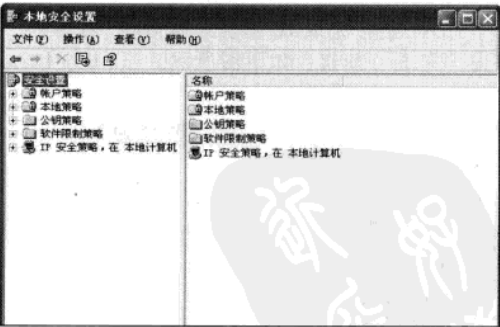 本地安全设置
文件(F) 操作(A) 查看(V) 帮助(H)
安全设置
帐户策略
本地策略
公钥策略
软件限制策略
IP 安全策略，在 本地计算机
名称
帐户策略
本地策略
公钥策略
软件限制策略
IP 安全策略，在 本地计算机